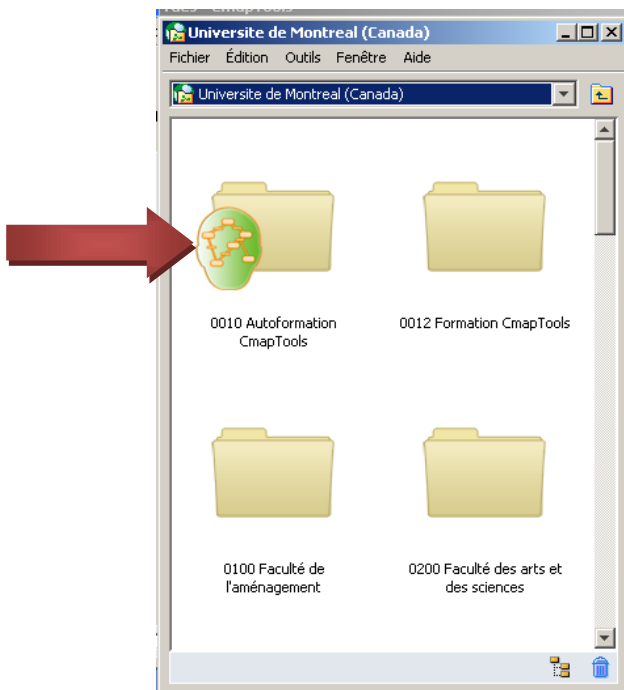 Universite de Montreal (Canada)
Fichier Édition Outils Fenêtre Aide
Universite de Montreal (Canada)
0010 Autoformation
CmapTools
0012 Formation CmapTools
0100 Faculté de
l'aménagement
0200 Faculté des arts et
des sciences